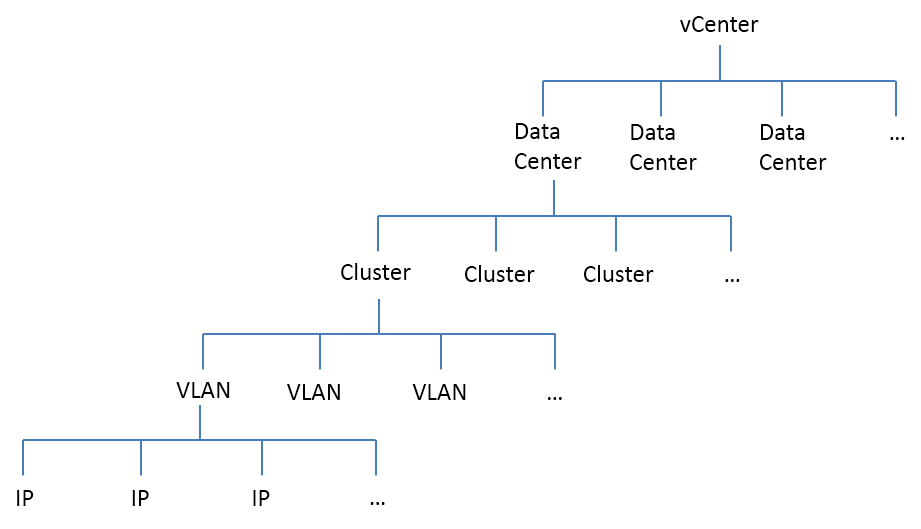 vCenter
Data Data Data ...
Center Center Center
Cluster Cluster Cluster ...
VLAN VLAN VLAN ...
IP IP IP ...